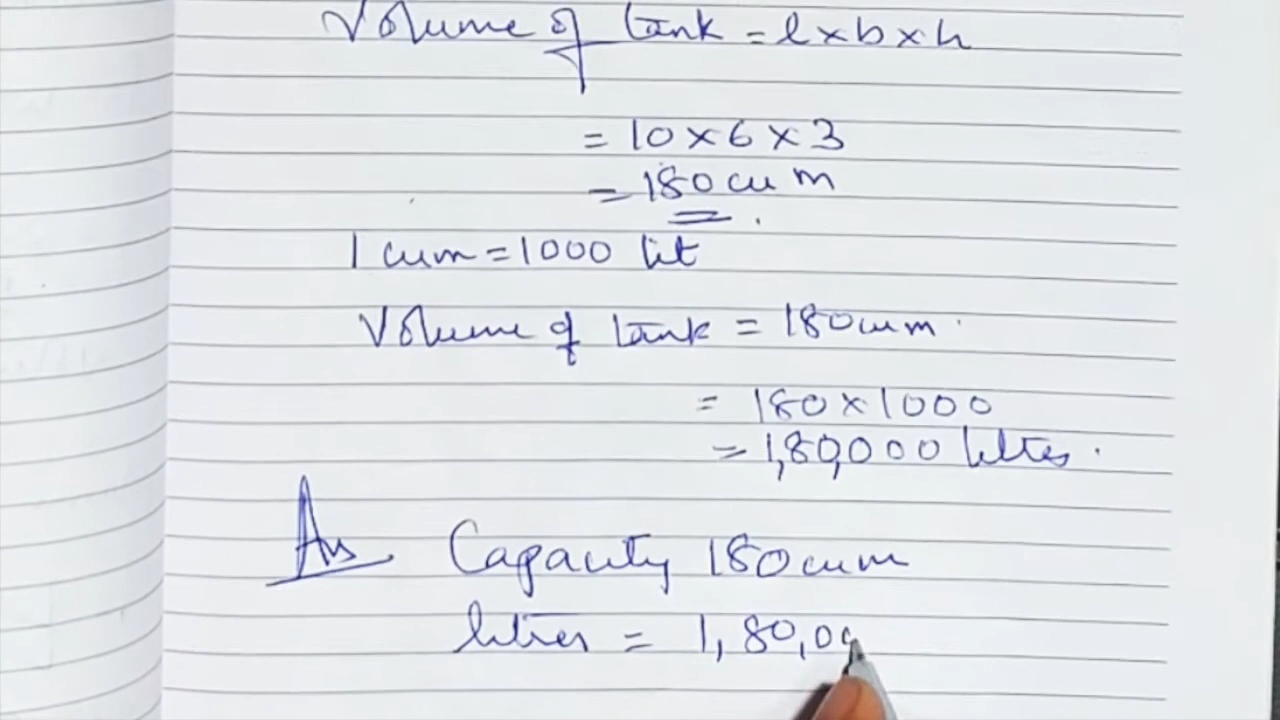 Volume of tank = l x b x h
= 10 x 6 x 3
= 180 cu m
1 cum = 1000 lit
Volume of tank = 180 cum.
= 180 x 1000
= 1,80,000 litres.
Ans Capacity 180 cum
litres = 1,80,00